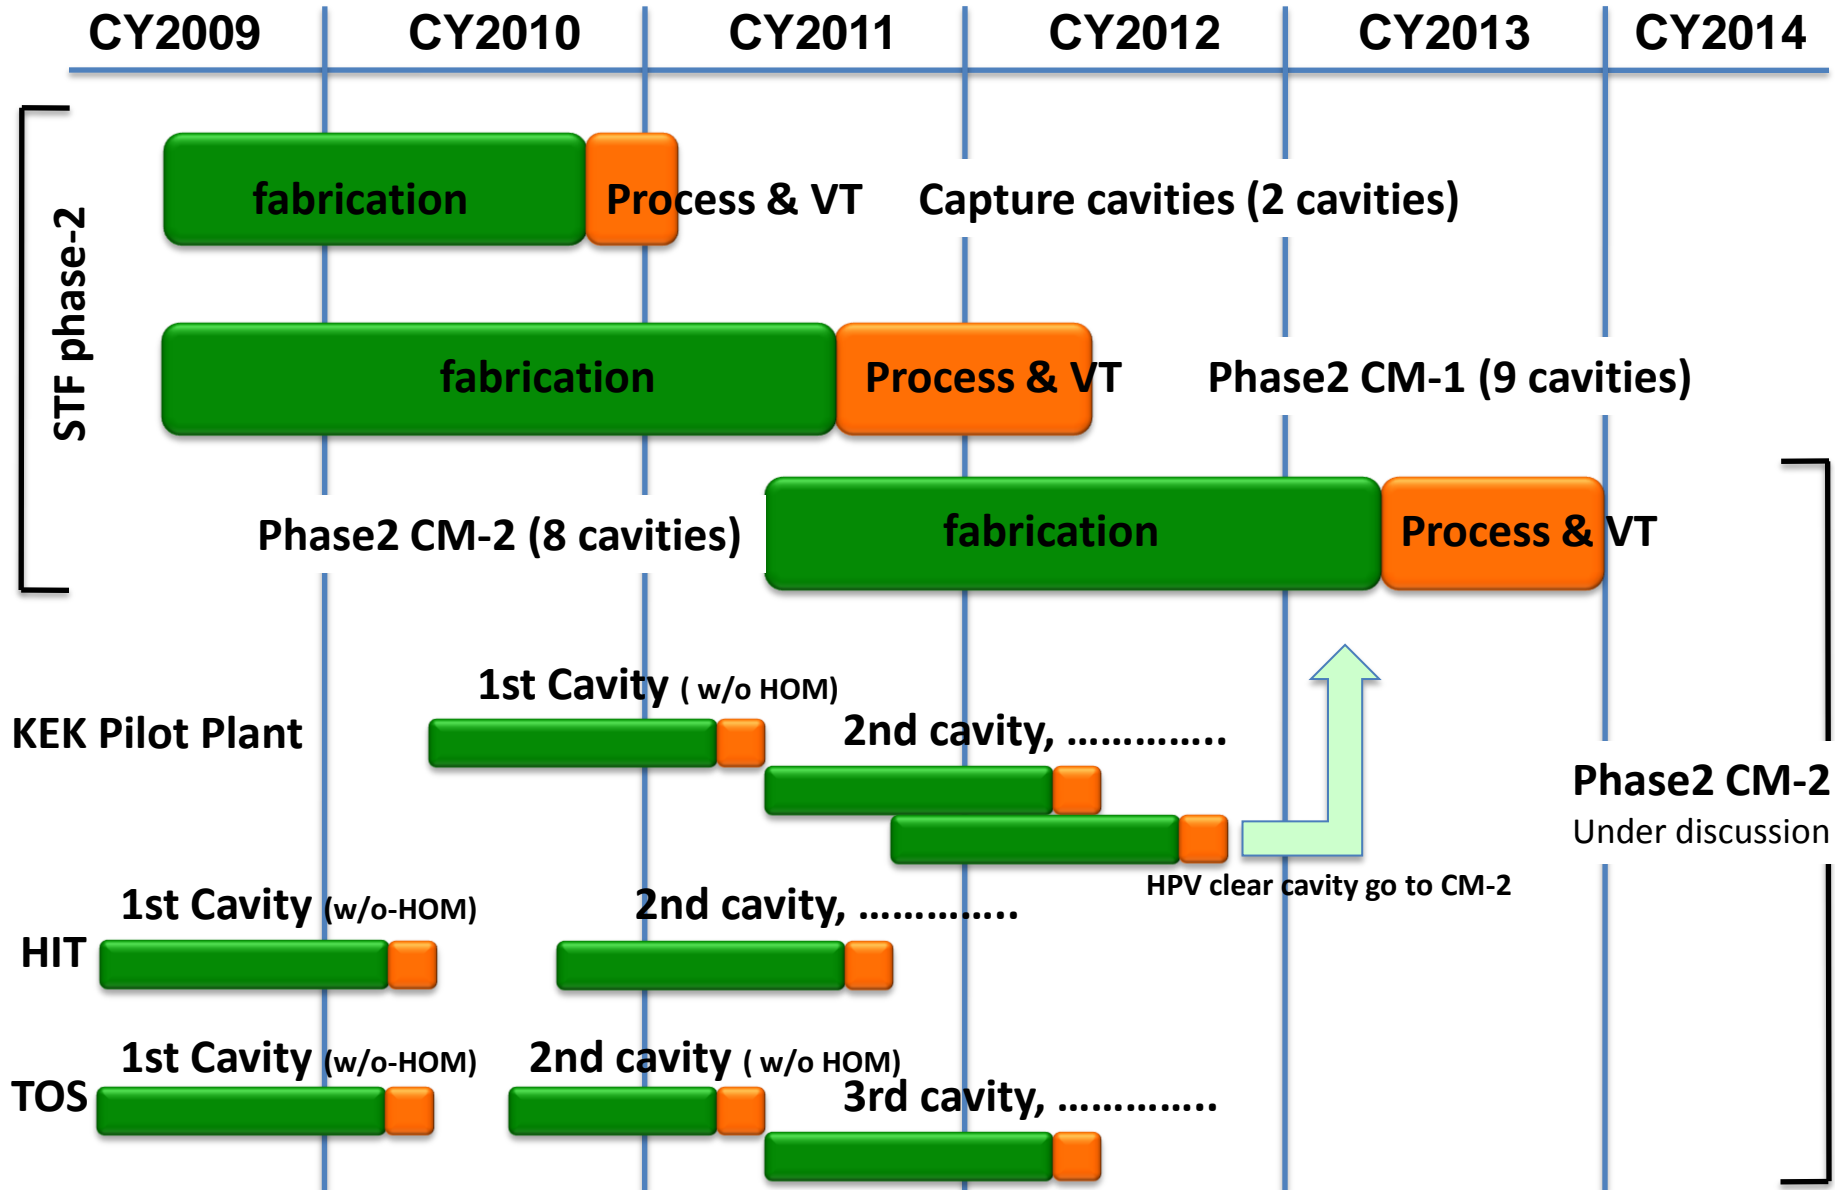 CY2009 CY2010 CY2011 CY2012 CY2013 CY2014
STF phase-2
fabrication Process & VT Capture cavities (2 cavities)
fabrication Process & VT Phase2 CM-1 (9 cavities)
Phase2 CM-2 (8 cavities) fabrication Process & VT
1st Cavity ( w/o HOM)
KEK Pilot Plant 2nd cavity, …………..
Phase2 CM-2
Under discussion
HPV clear cavity go to CM-2
1st Cavity (w/o-HOM) 2nd cavity, …………..
HIT
1st Cavity (w/o-HOM) 2nd cavity ( w/o HOM)
TOS 3rd cavity, …………..